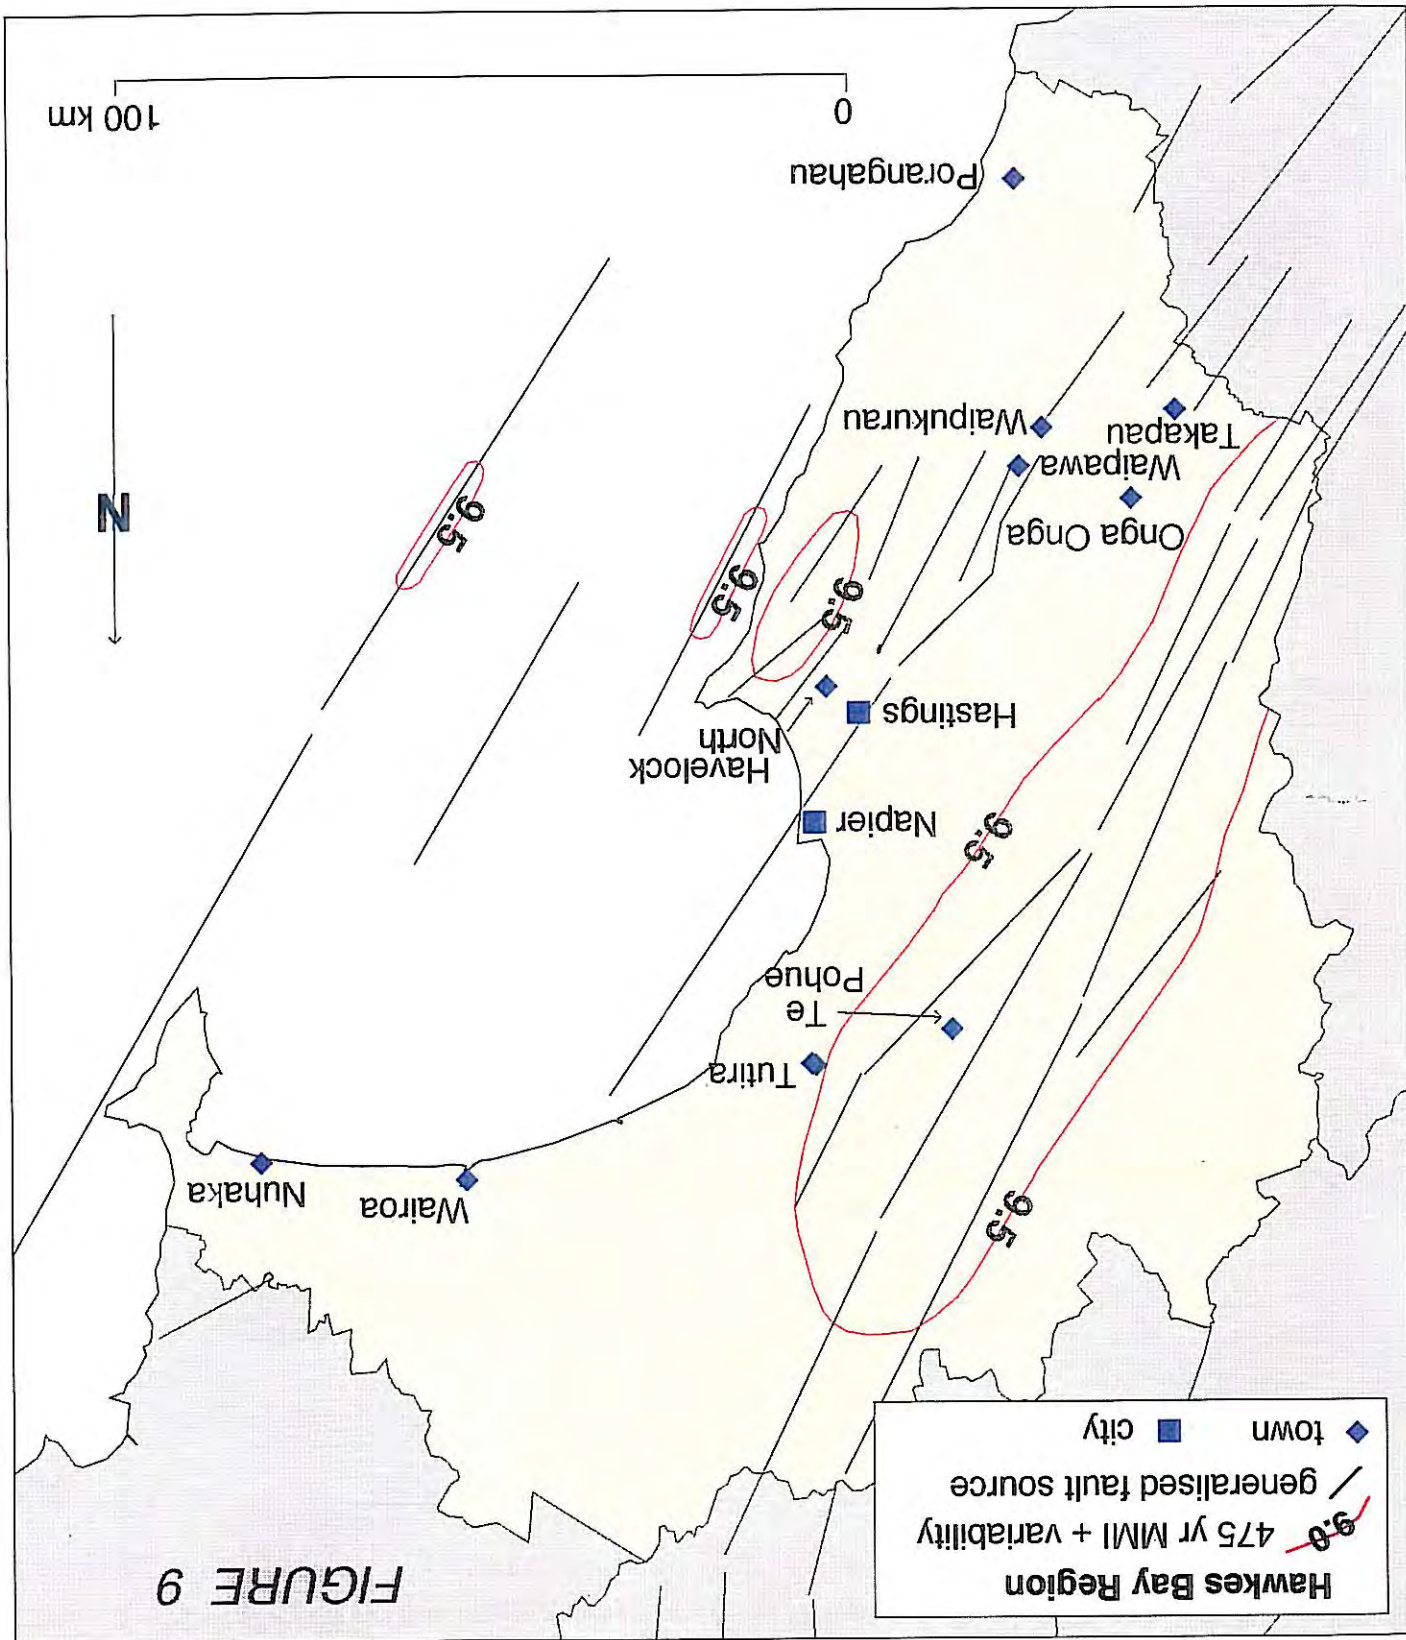 Hawkes Bay Region
9.0 475 yr MMI + variability
generalised fault source
town city
FIGURE 9
9.5
Wairoa
Nuhaka
Tutira
Te
Pohue
9.5
Napier
Havelock
North
Hastings
9.5
9.5
Onga Onga
9.5
N
Waipawa
Takapau
Waipukurau
Porangahau
0
100 km